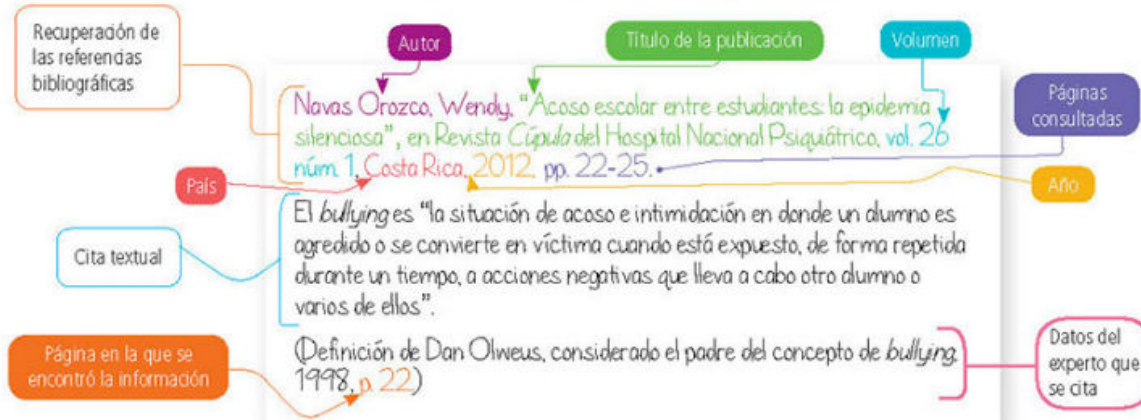 Recuperación de
las referencias
bibliográficas
Autor
Título de la publicación
Volumen
Páginas
consultadas
Navas Orozco, Wendy, "Acoso escolar entre estudiantes: la epidemia
silenciosa", en Revista Cúpula del Hospital Nacional Psiquiátrico, vol. 26
núm. 1, Costa Rica, 2012, pp. 22-25.
País
Año
Cita textual
El bullying es "la situación de acoso e intimidación en donde un alumno es
agredido o se convierte en víctima cuando está expuesto, de forma repetida
durante un tiempo, a acciones negativas que lleva a cabo otro alumno o
varios de ellos".
Página en la que se
encontró la información
(Definición de Dan Olweus, considerado el padre del concepto de bullying,
1998, p. 22)
Datos del
experto que
se cita